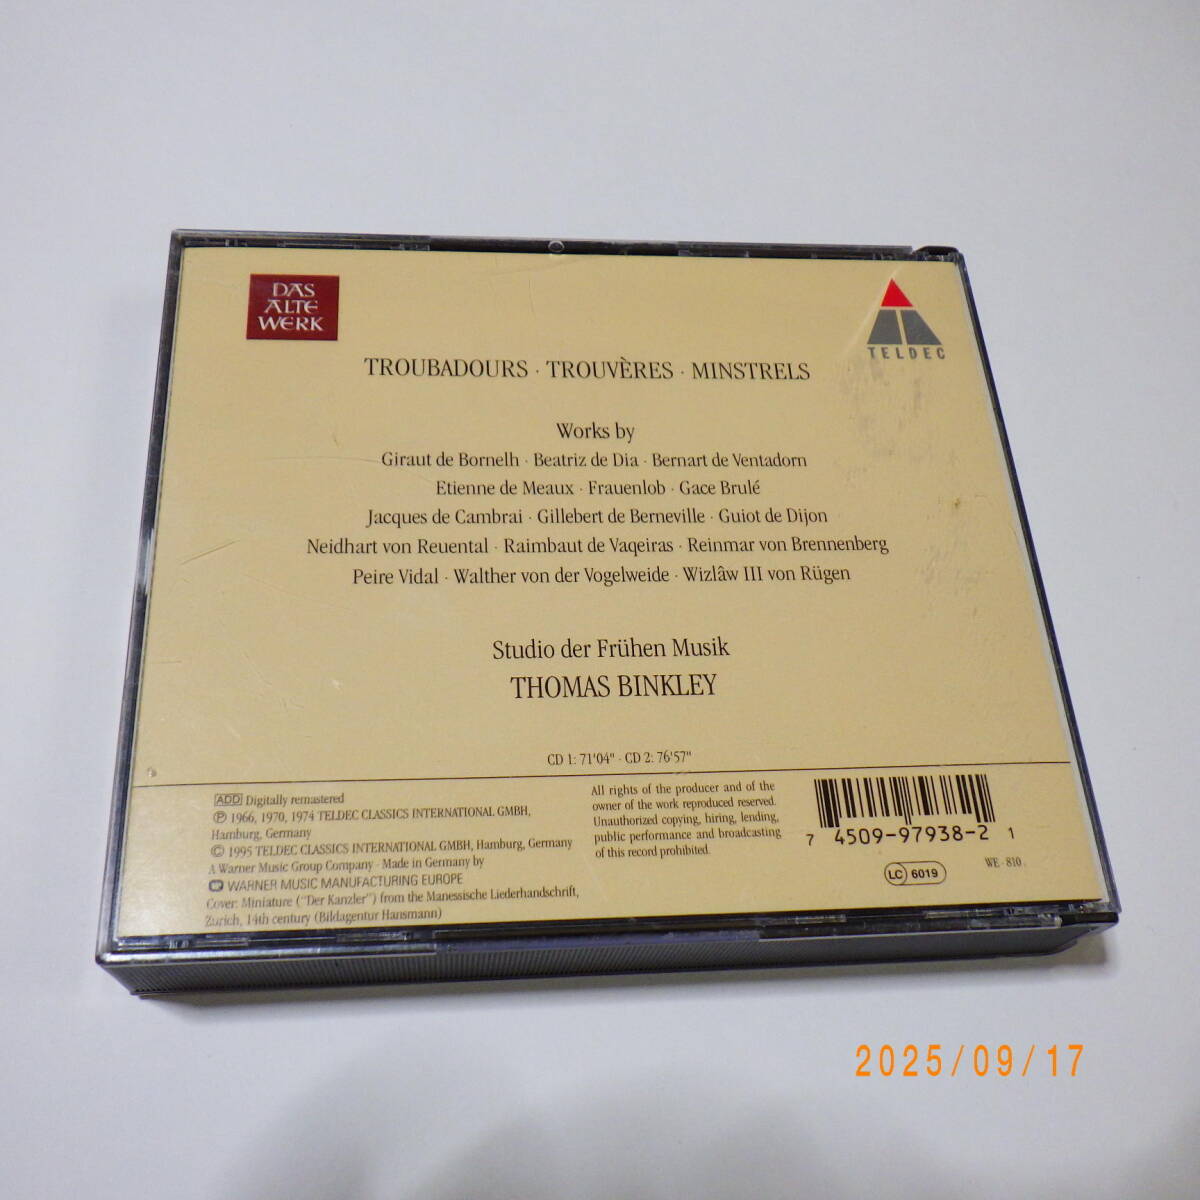 DAS
ALTE
WERK
TELDEC
TROUBADOURS · TROUVÈRES · MINSTRELS
Works by
Giraut de Bornelh · Beatriz de Dia · Bernart de Ventadorn
Etienne de Meaux · Frauenlob · Gace Brulé
Jacques de Cambrai · Gillebert de Berneville · Guiot de Dijon
Neidhart von Reuental · Raimbaut de Vaqeiras · Reinmar von Brennenberg
Peire Vidal · Walther von der Vogelweide · Wizlâw III von Rügen
Studio der Frühen Musik
THOMAS BINKLEY
CD 1: 71'04" · CD 2: 76'57"
ADD Digitally remastered
℗ 1966, 1970, 1974 TELDEC CLASSICS INTERNATIONAL GMBH,
Hamburg, Germany
© 1995 TELDEC CLASSICS INTERNATIONAL GMBH, Hamburg, Germany
A Warner Music Group Company · Made in Germany by
WARNER MUSIC MANUFACTURING EUROPE
Cover: Miniature ("Der Kanzler") from the Manessische Liederhandschrift,
Zurich, 14th century (Bildagentur Hansmann)
All rights of the producer and of the
owner of the work reproduced reserved.
Unauthorized copying, hiring, lending,
public performance and broadcasting
of this record prohibited.
7 4509-97938-2 1
LC 6019
WE · 810
2025/09/17